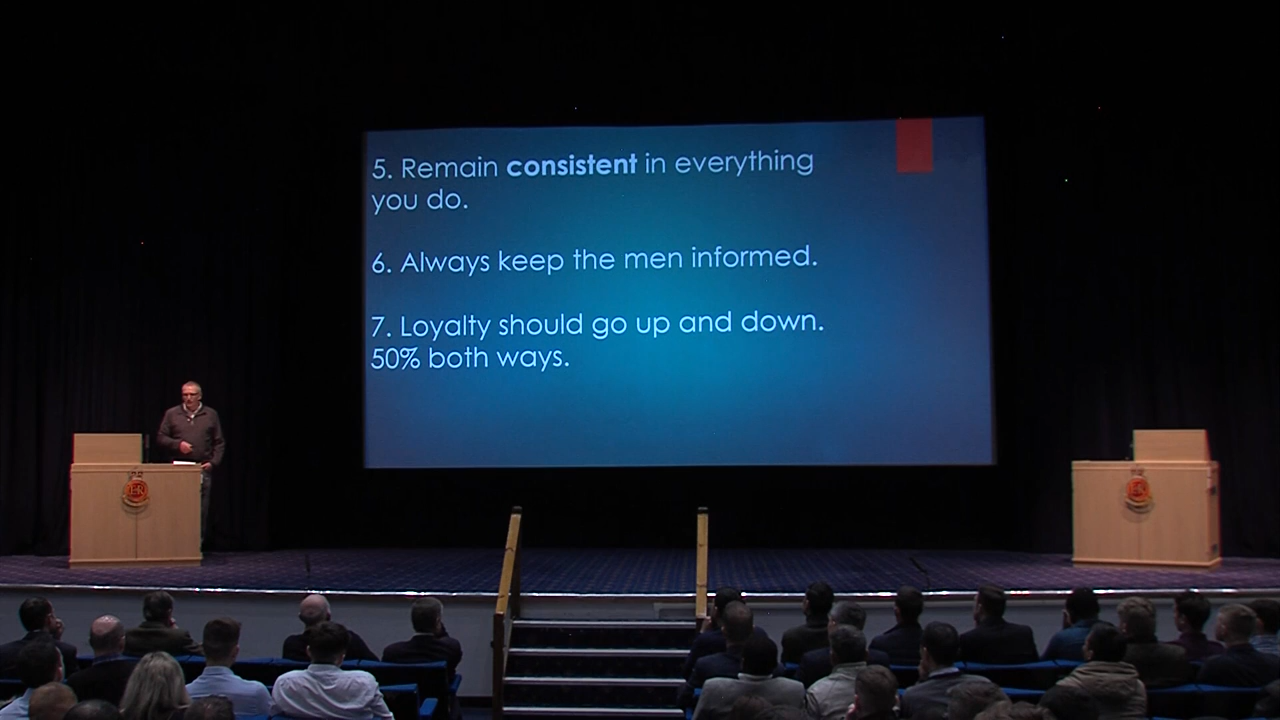 5. Remain consistent in everything
you do.
6. Always keep the men informed.
7. Loyalty should go up and down.
50% both ways.